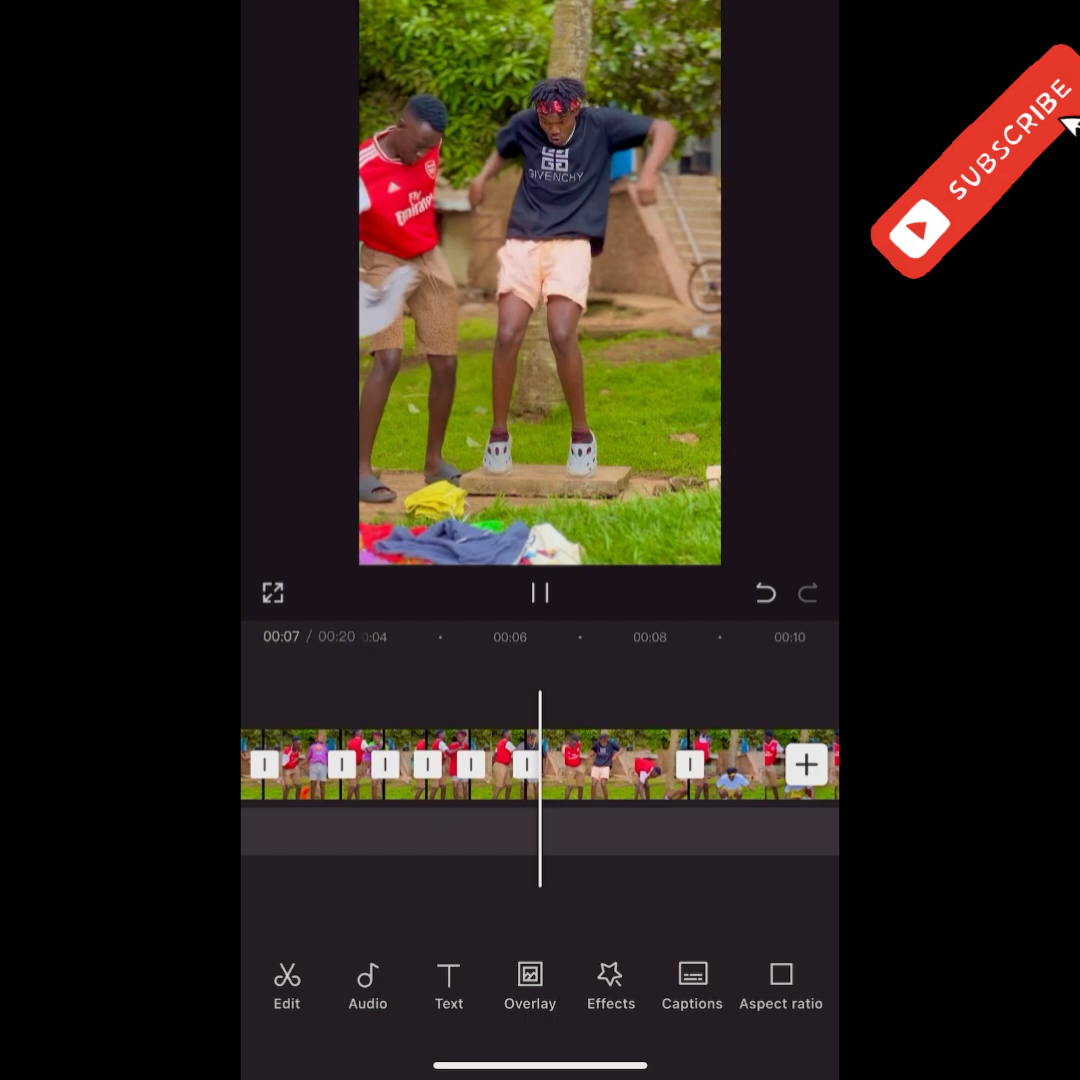 SUBSCRIBE
GIVENCHY
Fly
Emirates
00:07 / 00:20 0:04 00:06 00:08 00:10
Edit Audio Text Overlay Effects Captions Aspect ratio